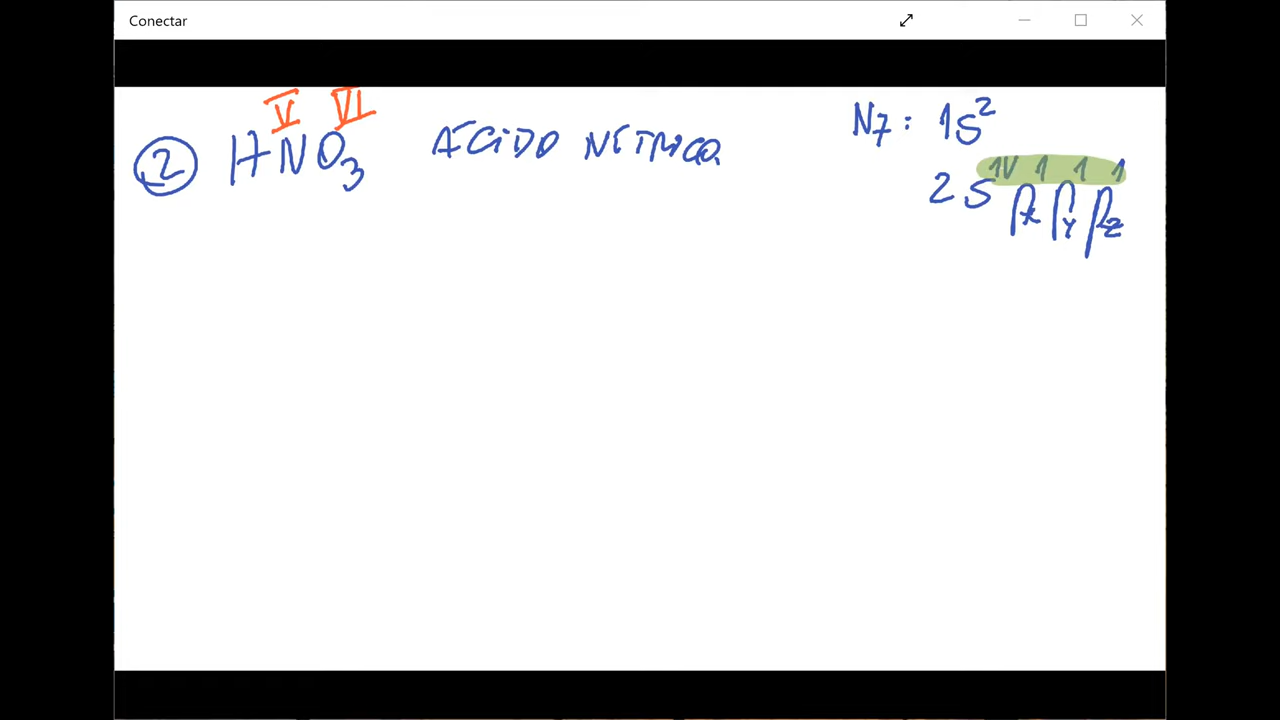 Conectar
V VI
② HNO₃ ÁCIDO NÍTRICO
N7 : 1s²
1V 1 1 1
2s px py pz